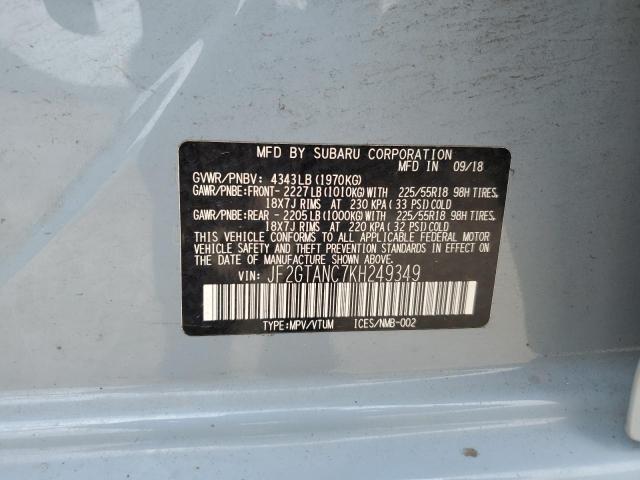 MFD BY SUBARU CORPORATION
MFD IN 09/18
GVWR/PNBV: 4343LB (1970KG)
GAWR/PNBE:FRONT- 2227LB(1010KG)WITH 225/55R18 98H TIRES,
18X7J RIMS AT 230 KPA(33 PSI)COLD
GAWR/PNBE:REAR - 2205LB(1000KG)WITH 225/55R18 98H TIRES,
18X7J RIMS AT 220 KPA(32 PSI)COLD
THIS VEHICLE CONFORMS TO ALL APPLICABLE FEDERAL MOTOR
VEHICLE SAFETY AND THEFT PREVENTION STANDARDS IN EFFECT ON
THE DATE OF MANUFACTURE SHOWN ABOVE.
VIN: JF2GTANC7KH249349
TYPE:MPV/VTUM ICES/NMB-002